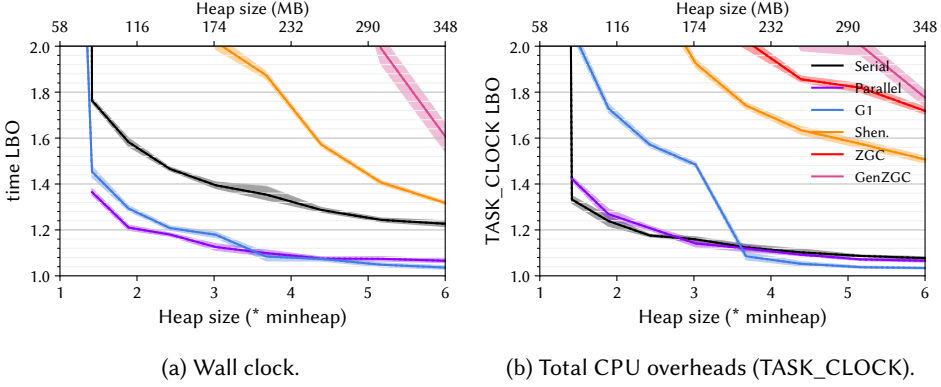 Heap size (MB)
58 116 174 232 290 348
2.0
1.8
1.6
1.4
1.2
1.0
time LBO
1 2 3 4 5 6
Heap size (* minheap)
(a) Wall clock.
Heap size (MB)
58 116 174 232 290 348
2.0
1.8
1.6
1.4
1.2
1.0
TASK_CLOCK LBO
Serial
Parallel
G1
Shen.
ZGC
GenZGC
1 2 3 4 5 6
Heap size (* minheap)
(b) Total CPU overheads (TASK_CLOCK).